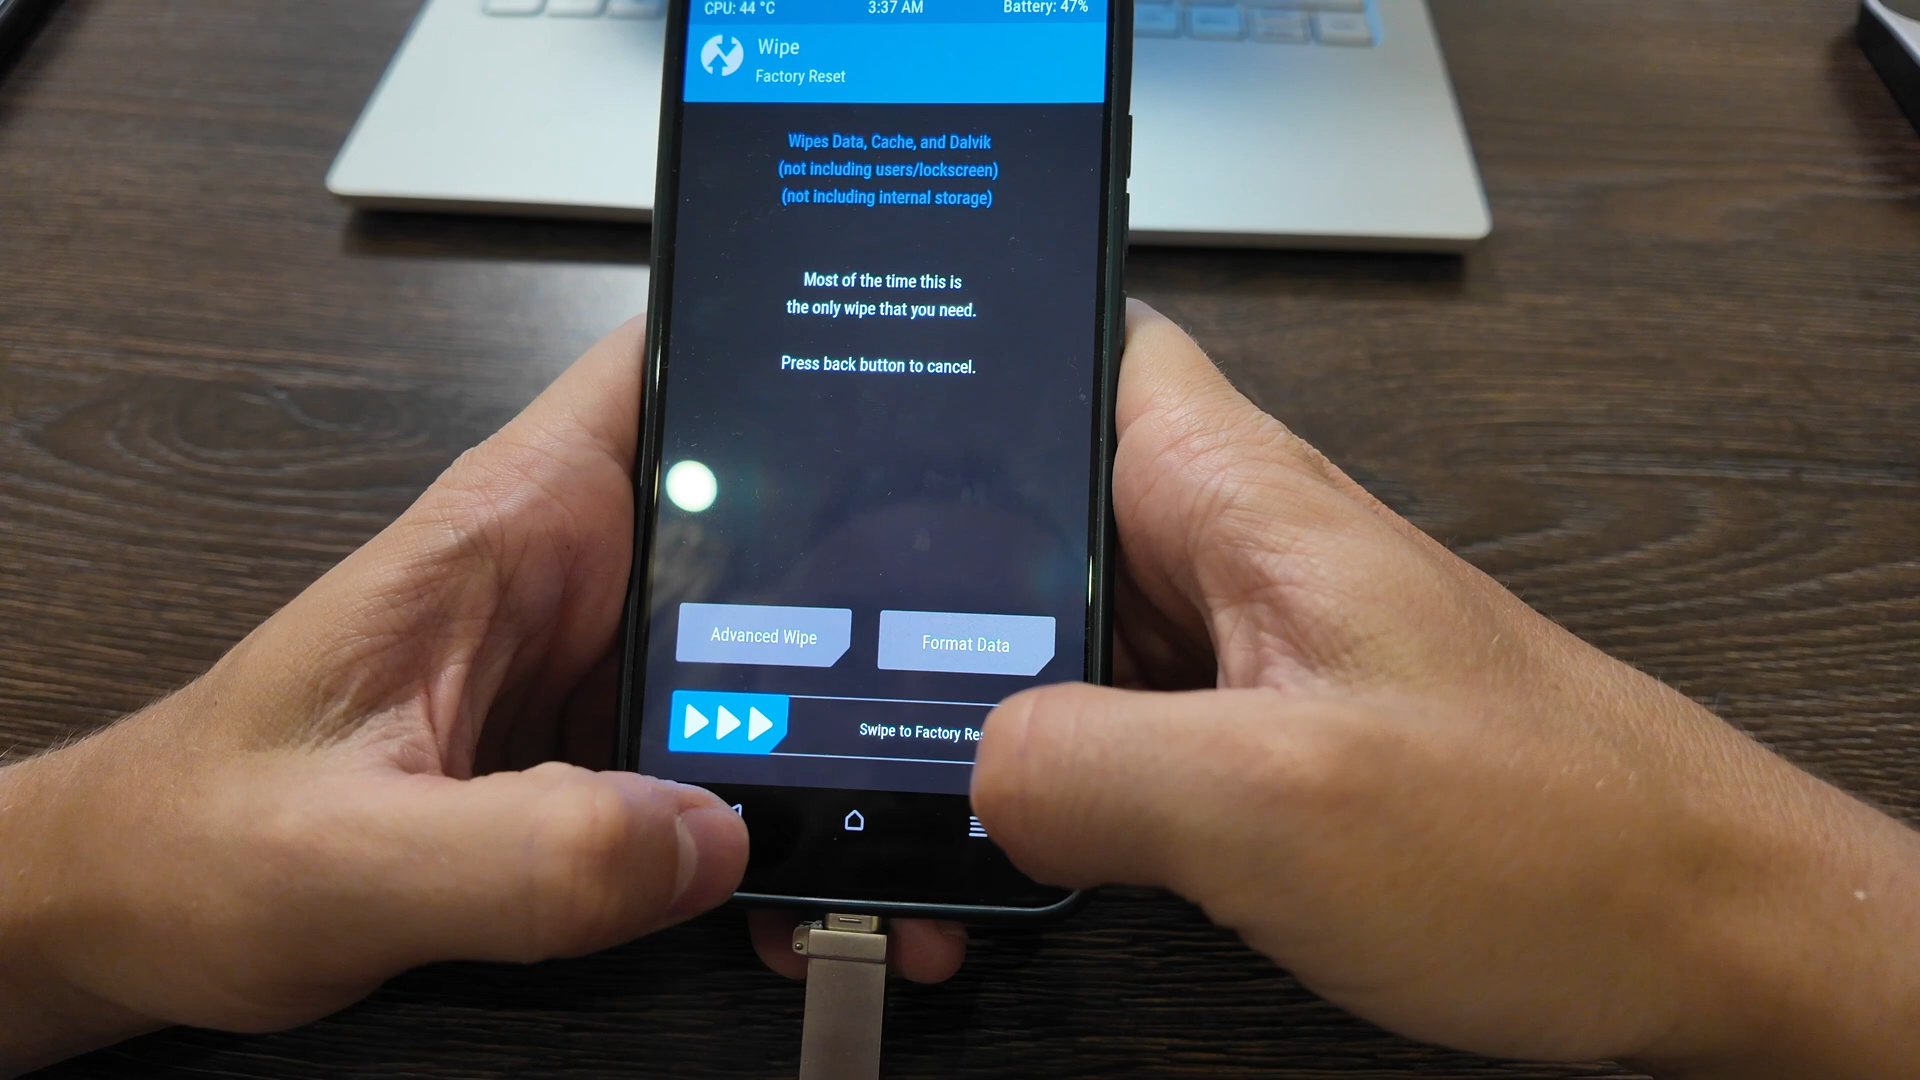 CPU: 44 °C 3:37 AM Battery: 47%
Wipe
Factory Reset
Wipes Data, Cache, and Dalvik
(not including users/lockscreen)
(not including internal storage)
Most of the time this is
the only wipe that you need.
Press back button to cancel.
Advanced Wipe Format Data
Swipe to Factory Res